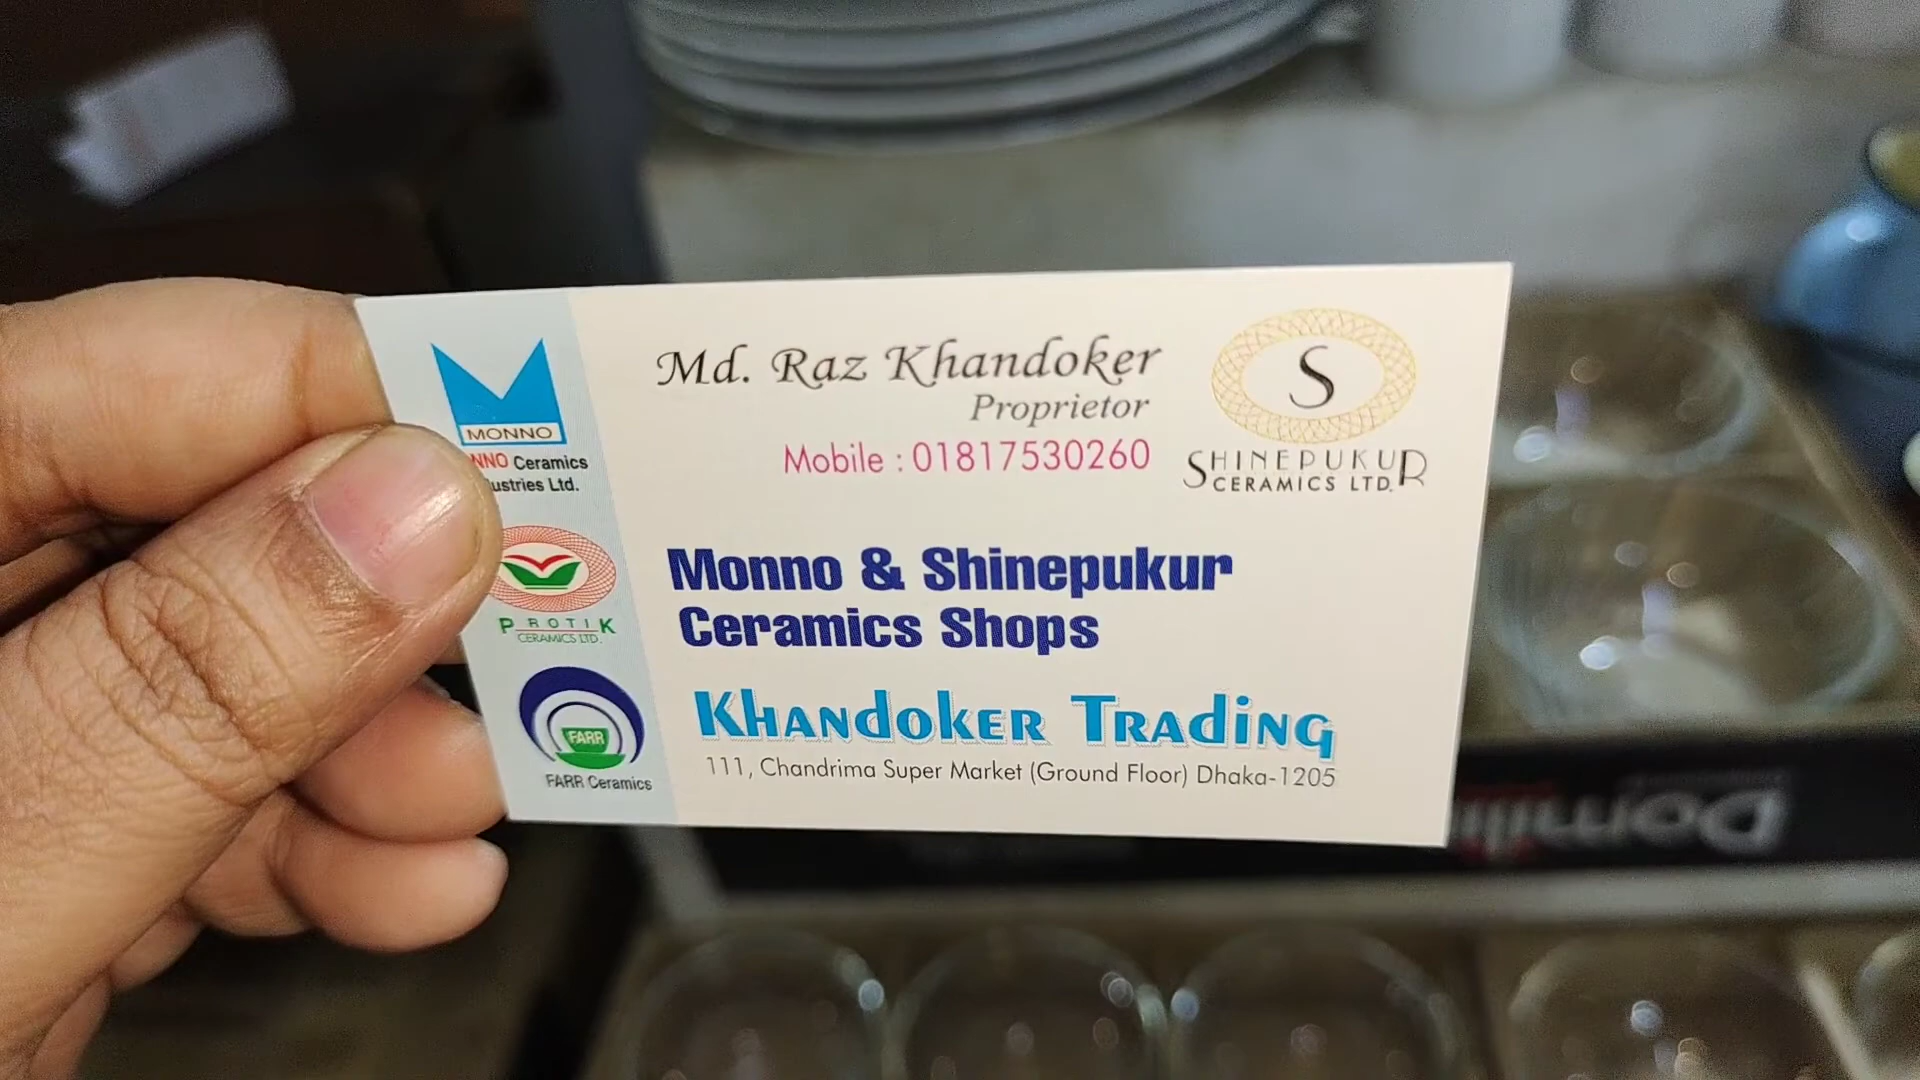 MONNO
NNO Ceramics
ustries Ltd.
PROTIK
CERAMICS LTD.
FARR
FARR Ceramics
Md. Raz Khandoker
Proprietor
Mobile : 01817530260
S
SHINEPUKUR
CERAMICS LTD.
Monno & Shinepukur
Ceramics Shops
Khandoker Trading
111, Chandrima Super Market (Ground Floor) Dhaka-1205